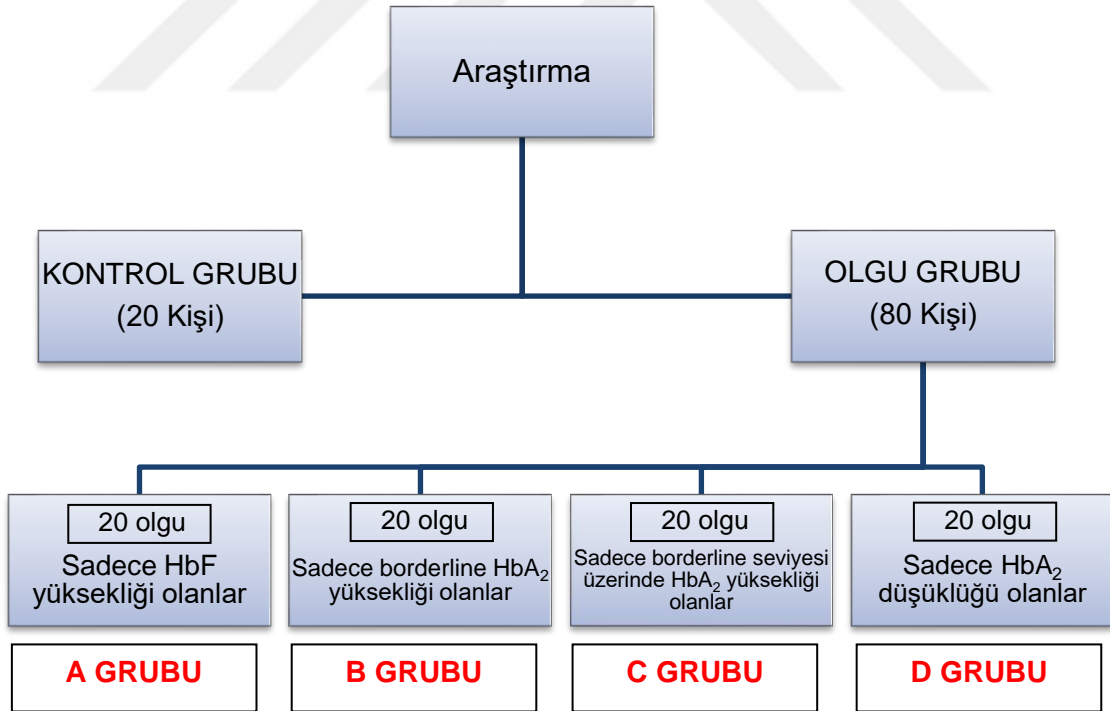 Araştırma
KONTROL GRUBU
(20 Kişi)
OLGU GRUBU
(80 Kişi)
20 olgu
Sadece HbF
yüksekliği olanlar
20 olgu
Sadece borderline HbA₂
yüksekliği olanlar
20 olgu
Sadece borderline seviyesi
üzerinde HbA₂ yüksekliği
olanlar
20 olgu
Sadece HbA₂
düşüklüğü olanlar
A GRUBU
B GRUBU
C GRUBU
D GRUBU